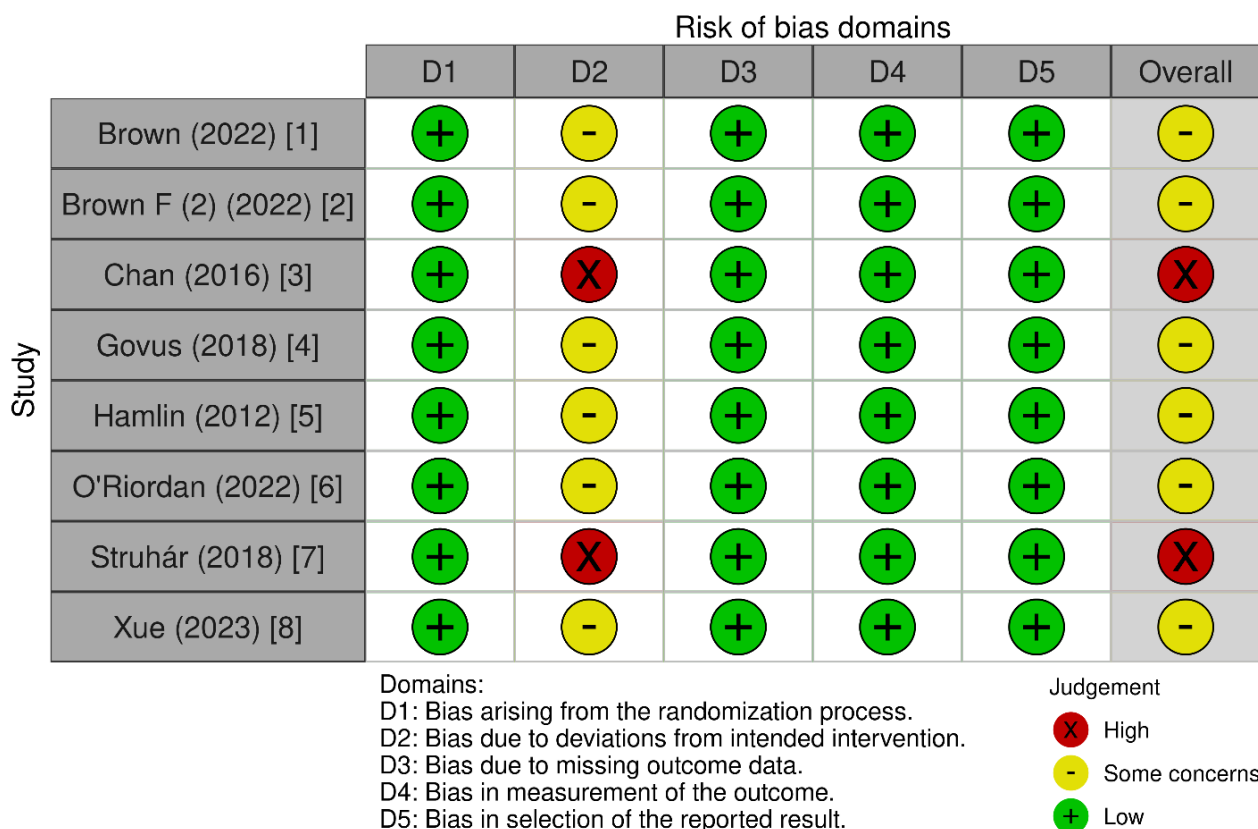 Risk of bias domains
D1 D2 D3 D4 D5 Overall
Study
Brown (2022) [1] + - + + + -
Brown F (2) (2022) [2] + - + + + -
Chan (2016) [3] + X + + + X
Govus (2018) [4] + - + + + -
Hamlin (2012) [5] + - + + + -
O'Riordan (2022) [6] + - + + + -
Struhár (2018) [7] + X + + + X
Xue (2023) [8] + - + + + -
Domains:
D1: Bias arising from the randomization process.
D2: Bias due to deviations from intended intervention.
D3: Bias due to missing outcome data.
D4: Bias in measurement of the outcome.
D5: Bias in selection of the reported result.
Judgement
X High
- Some concerns
+ Low